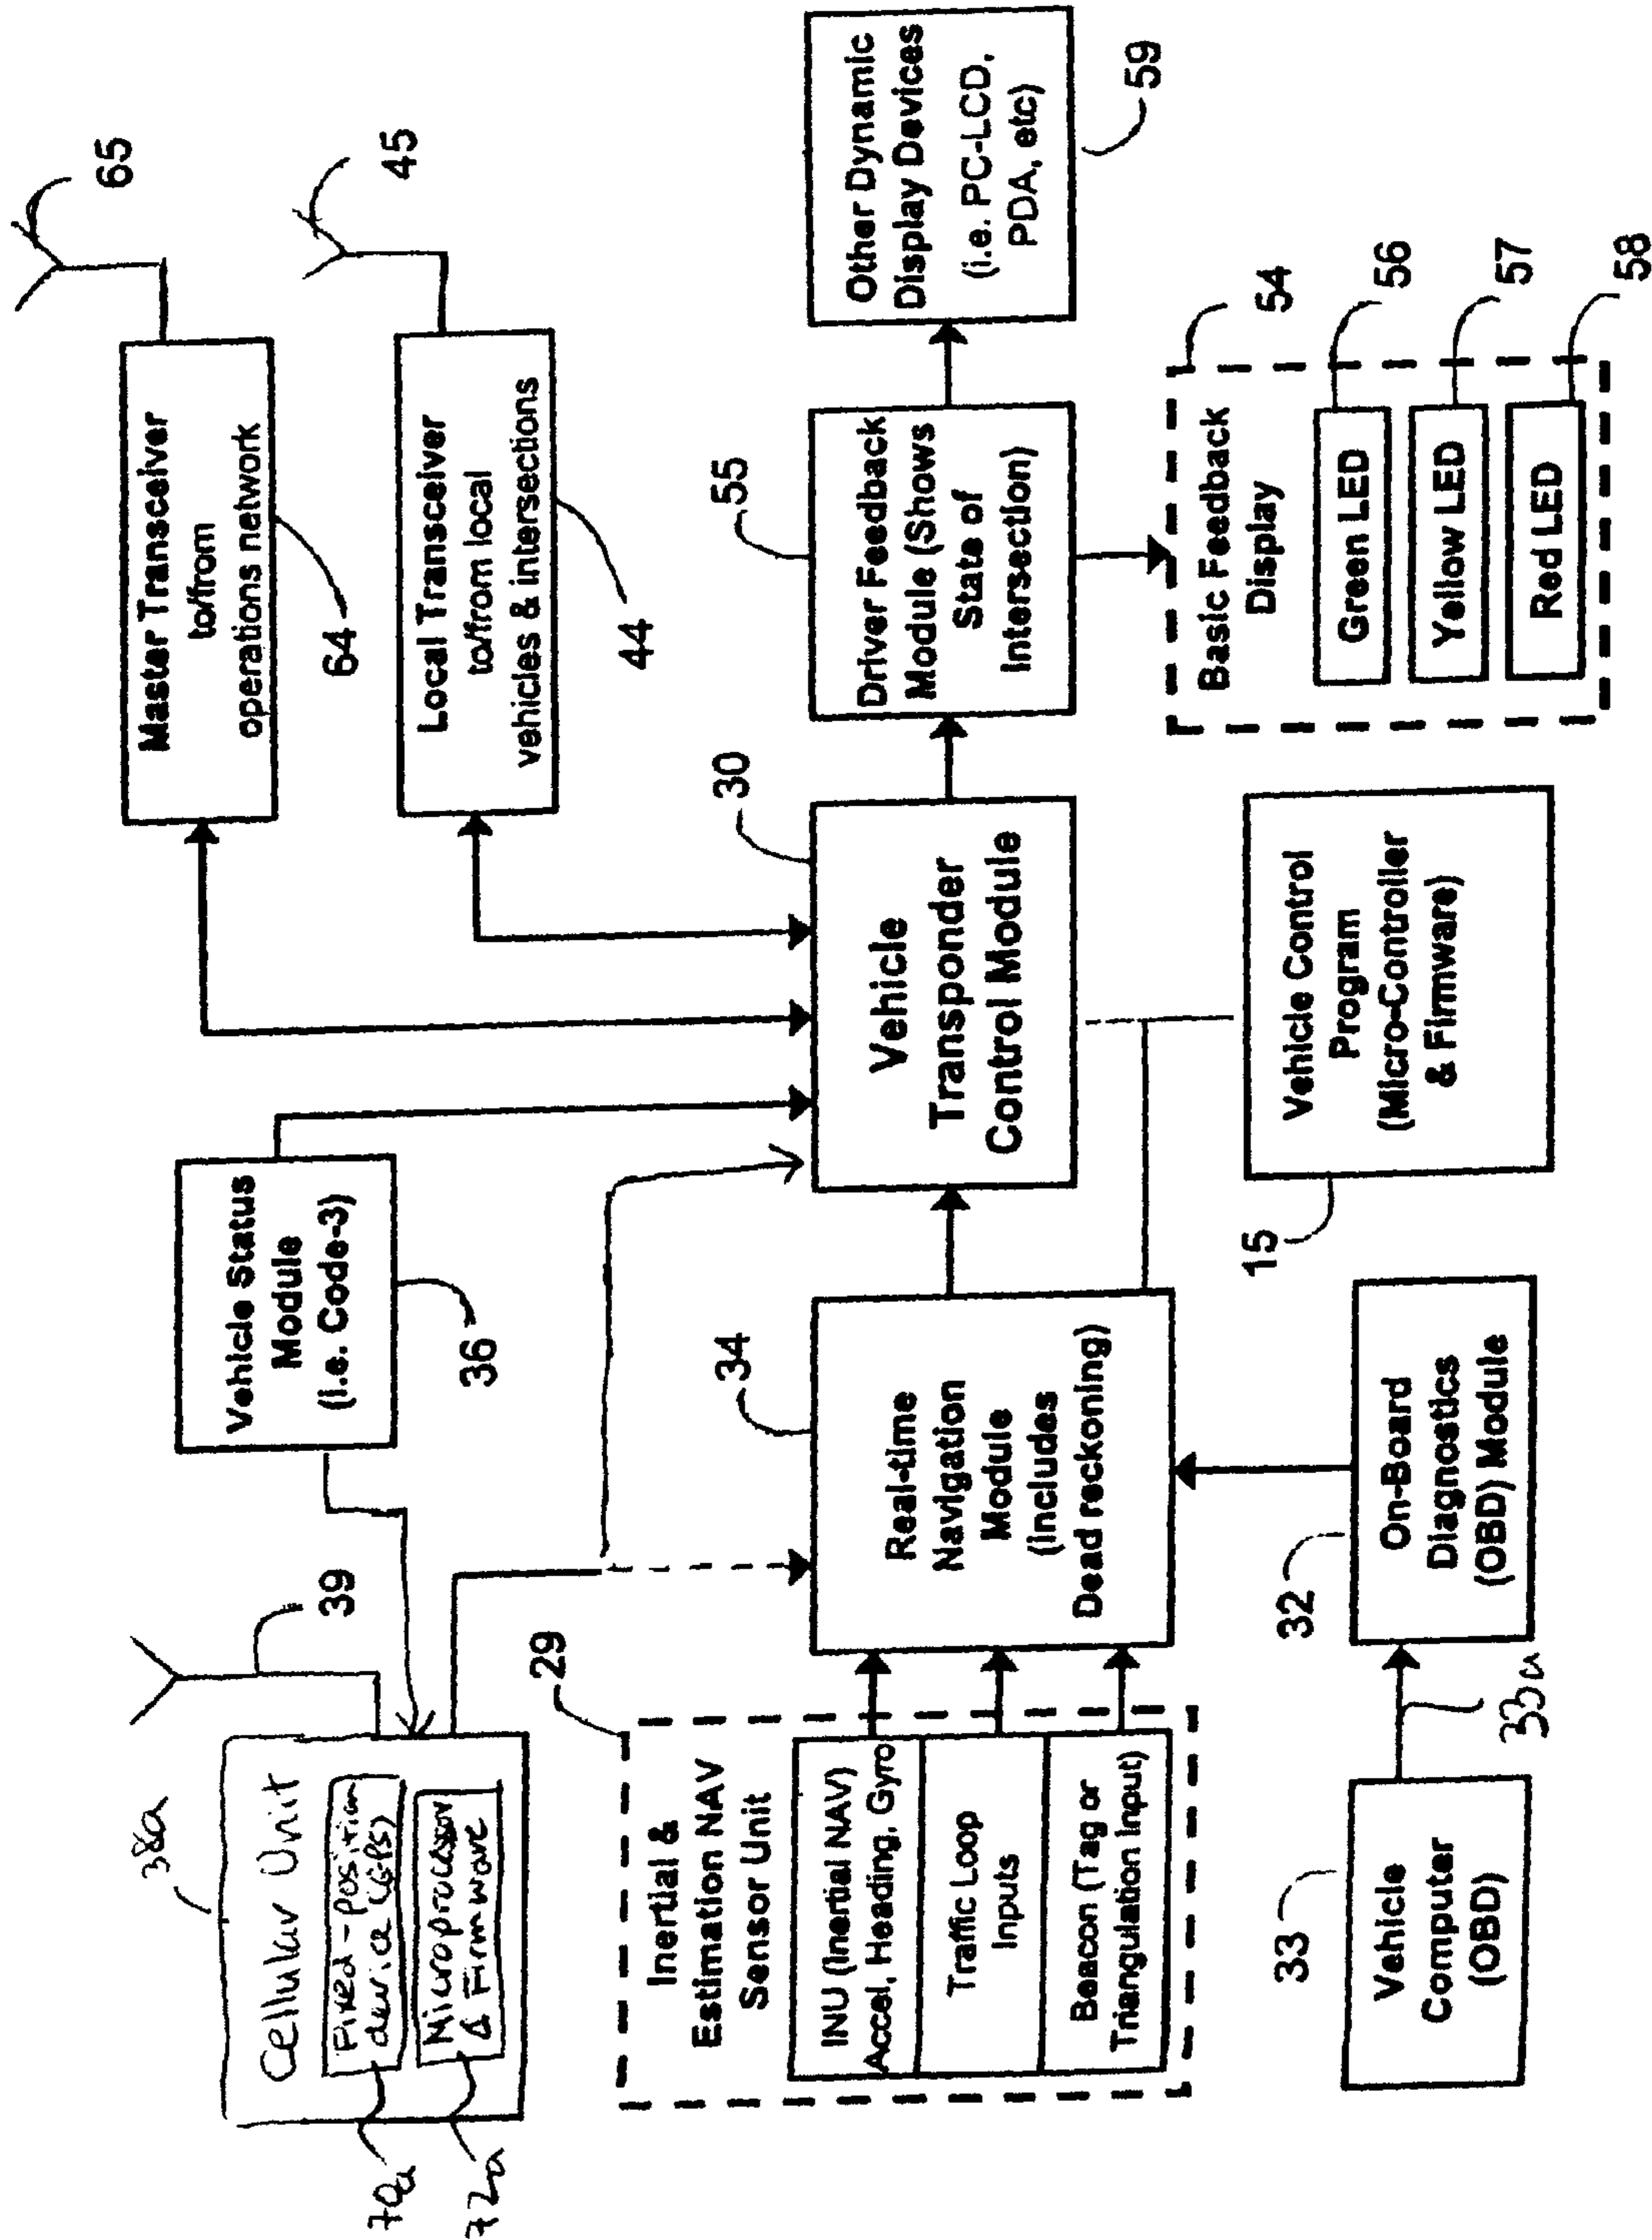 38a
Cellular Unit
Fixed-position
device (GPS)
Microprocessor
& Firmware
70a
72a
39
Vehicle Status
Module
(i.e. Code-3)
36
Master Transceiver
to/from
operations network
64
65
Local Transceiver
to/from local
vehicles & intersections
44
45
29
Inertial &
Estimation NAV
Sensor Unit
INU (Inertial NAV)
Accel, Heading, Gyro
Traffic Loop
Inputs
Beacon (Tag or
Triangulation Input)
34
Real-time
Navigation
Module
(includes
Dead reckoning)
30
Vehicle
Transponder
Control Module
55
Driver Feedback
Module (Shows
State of
Intersection)
Other Dynamic
Display Devices
(i.e. PC-LCD,
PDA, etc)
59
33
Vehicle
Computer
(OBD)
33a
32
On-Board
Diagnostics
(OBD) Module
15
Vehicle Control
Program
(Micro-Controller
& Firmware)
54
Basic Feedback
Display
Green LED
56
Yellow LED
57
Red LED
58